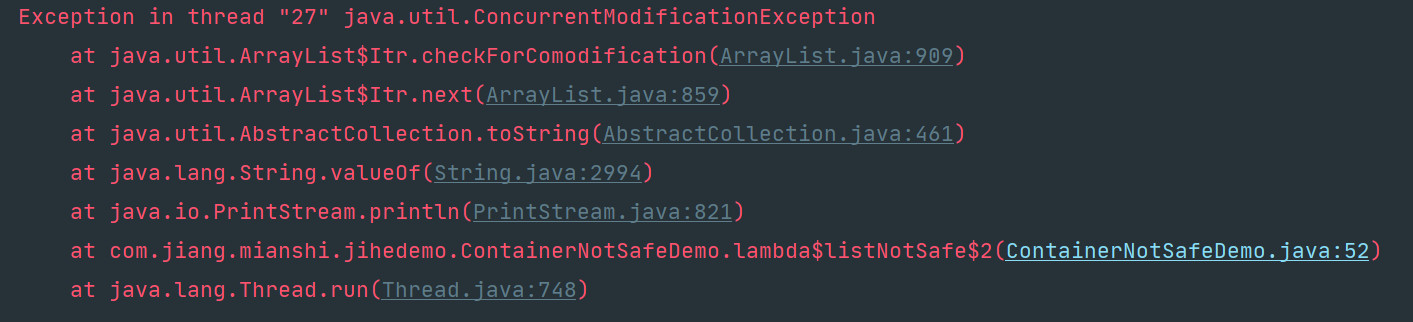 Exception in thread "27" java.util.ConcurrentModificationException
at java.util.ArrayList$Itr.checkForComodification(ArrayList.java:909)
at java.util.ArrayList$Itr.next(ArrayList.java:859)
at java.util.AbstractCollection.toString(AbstractCollection.java:461)
at java.lang.String.valueOf(String.java:2994)
at java.io.PrintStream.println(PrintStream.java:821)
at com.jiang.mianshi.jihedemo.ContainerNotSafeDemo.lambda$listNotSafe$2(ContainerNotSafeDemo.java:52)
at java.lang.Thread.run(Thread.java:748)